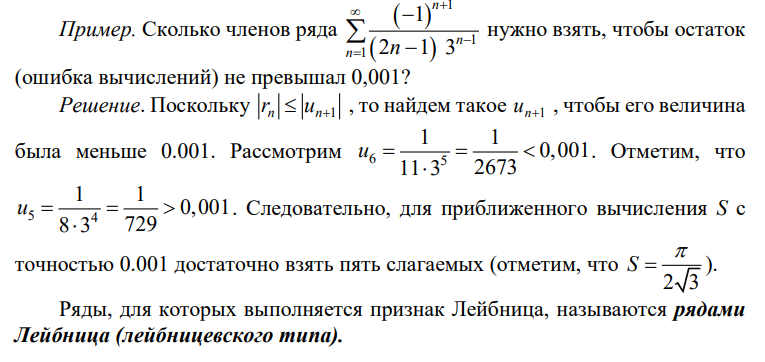 Пример. Сколько членов ряда $\sum_{n=1}^{\infty} \frac{(-1)^{n+1}}{(2n-1)\,3^{n-1}}$ нужно взять, чтобы остаток
(ошибка вычислений) не превышал 0,001?
Решение. Поскольку $|r_n| \le |u_{n+1}|$ , то найдем такое $u_{n+1}$ , чтобы его величина
была меньше 0.001. Рассмотрим $u_6 = \frac{1}{11 \cdot 3^5} = \frac{1}{2673} < 0,001$. Отметим, что
$u_5 = \frac{1}{8 \cdot 3^4} = \frac{1}{729} > 0,001$. Следовательно, для приближенного вычисления S с
точностью 0.001 достаточно взять пять слагаемых (отметим, что $S = \frac{\pi}{2\sqrt{3}}$).
Ряды, для которых выполняется признак Лейбница, называются рядами
Лейбница (лейбницевского типа).